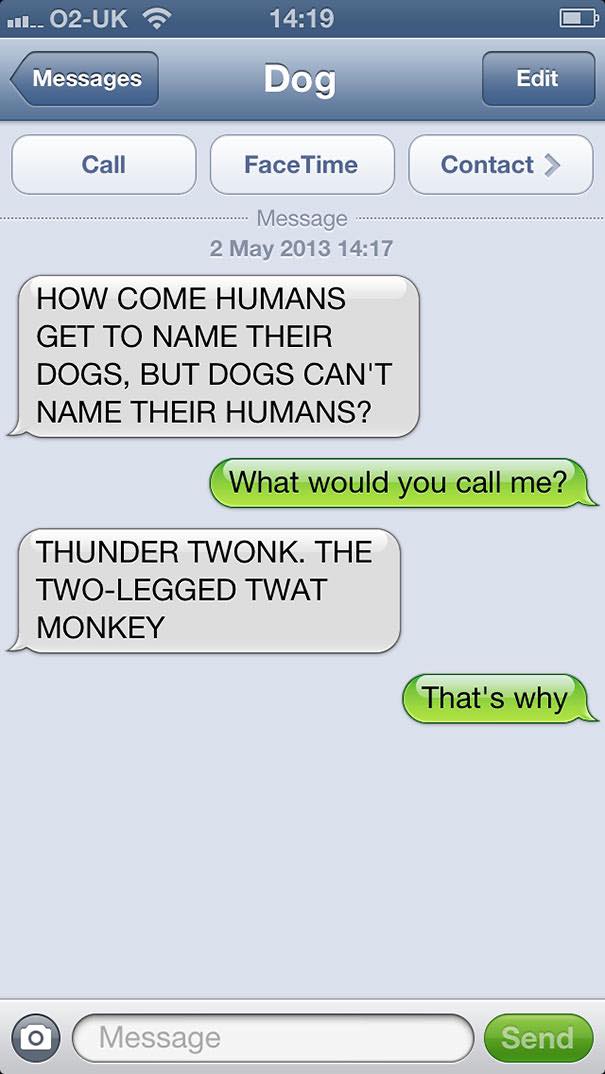 O2-UK 14:19
Messages Dog Edit
Call FaceTime Contact
Message
2 May 2013 14:17
HOW COME HUMANS
GET TO NAME THEIR
DOGS, BUT DOGS CAN'T
NAME THEIR HUMANS?
What would you call me?
THUNDER TWONK. THE
TWO-LEGGED TWAT
MONKEY
That's why
Message Send